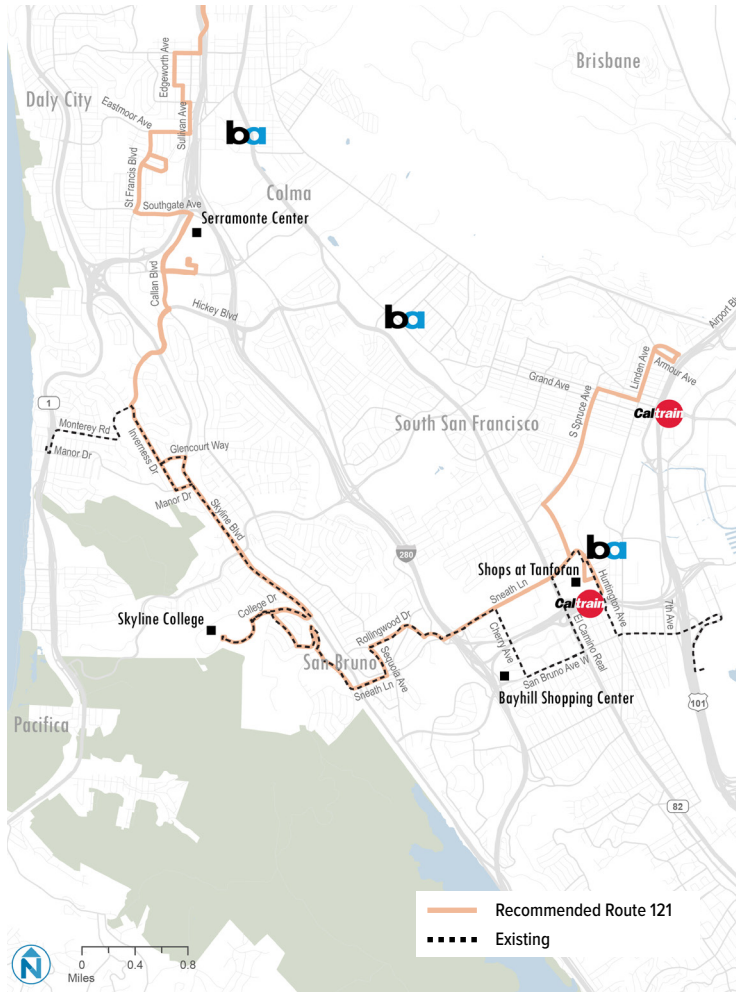 Brisbane
Edgeworth Ave
Daly City
Eastmoor Ave
Sullivan Ave
ba
St Francis Blvd
Colma
Southgate Ave
Serramonte Center
Callan Blvd
Hickey Blvd
ba
Airport Bl
Linden Ave
Armour Ave
Grand Ave
S Spruce Ave
1
Caltrain
South San Francisco
Monterey Rd
Manor Dr
Inverness Dr
Glencourt Way
Manor Dr
Skyline Blvd
280
ba
Shops at Tanforan
Sneath Ln
Huntington Ave
Caltrain
7th Ave
College Dr
Skyline College
Rollingwood Dr
El Camino Real
Cherry Ave
San Bruno
Sequoia Ave
San Bruno Ave W
Sneath Ln
Bayhill Shopping Center
101
Pacifica
82
Recommended Route 121
Existing
N
0 0.4 0.8
Miles